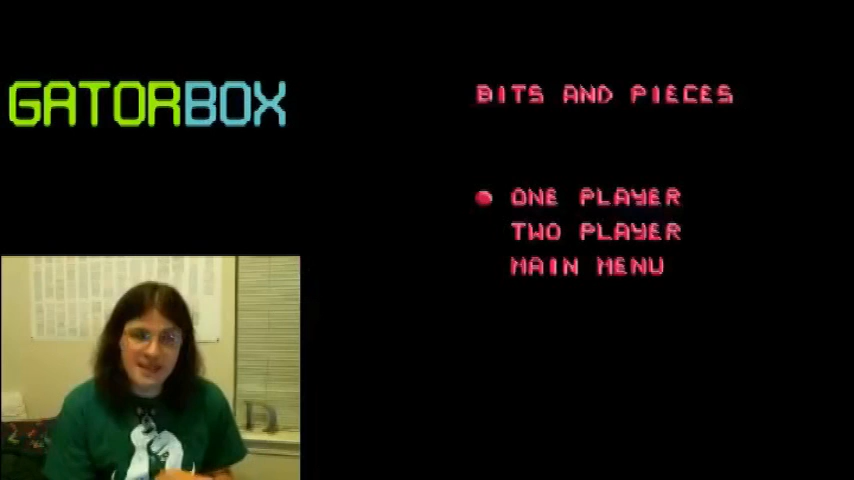 GATORBOX
BITS AND PIECES
ONE PLAYER
TWO PLAYER
MAIN MENU
D